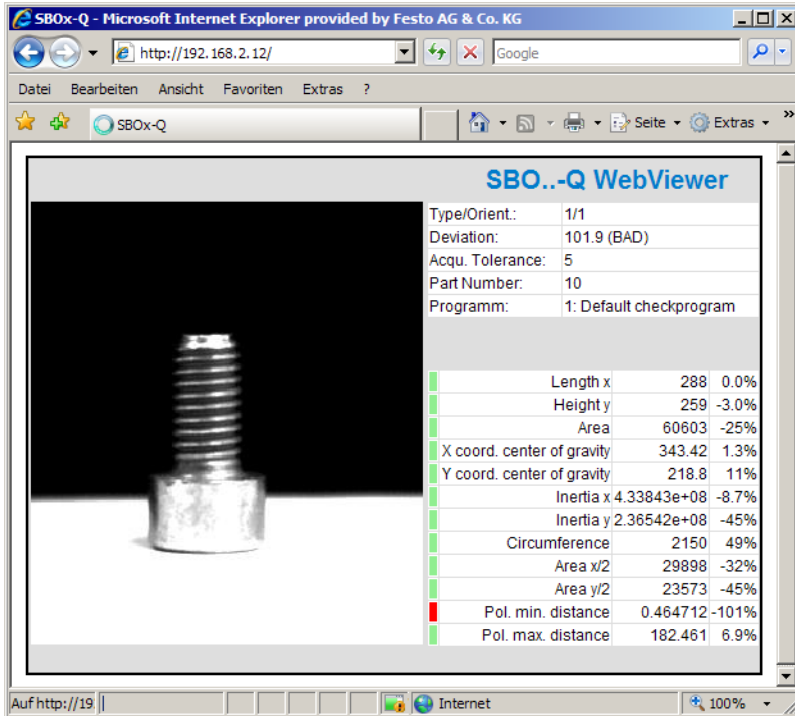 SBOx-Q - Microsoft Internet Explorer provided by Festo AG & Co. KG
http://192.168.2.12/
Google
Datei Bearbeiten Ansicht Favoriten Extras ?
SBOx-Q
Seite Extras »
SBO..-Q WebViewer
Type/Orient.: 1/1
Deviation: 101.9 (BAD)
Acqu. Tolerance: 5
Part Number: 10
Programm: 1: Default checkprogram
Length x 288 0.0%
Height y 259 -3.0%
Area 60603 -25%
X coord. center of gravity 343.42 1.3%
Y coord. center of gravity 218.8 11%
Inertia x 4.33843e+08 -8.7%
Inertia y 2.36542e+08 -45%
Circumference 2150 49%
Area x/2 29898 -32%
Area y/2 23573 -45%
Pol. min. distance 0.464712 -101%
Pol. max. distance 182.461 6.9%
Auf http://19 Internet 100%